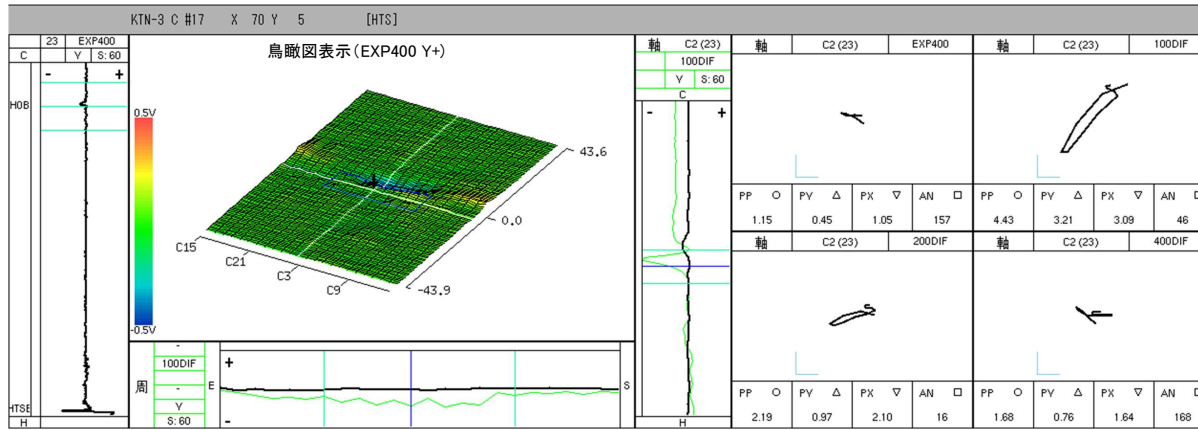 KTN-3 C #17 X 70 Y 5 [HTS]
23 EXP400
C Y S:60
- +
HOB
HTSE
H
鳥瞰図表示(EXP400 Y+)
0.5V
-0.5V
43.6
0.0
-43.9
C15
C21
C3
C9
周
-
100DIF
-
Y
S:60
+
E
S
-
軸 C2(23)
100DIF
Y S:60
C
- +
H
軸 C2(23) EXP400
PP ○ PY △ PX ▽ AN □
1.15 0.45 1.05 157
軸 C2(23) 100DIF
PP ○ PY △ PX ▽ AN □
4.43 3.21 3.09 46
軸 C2(23) 200DIF
PP ○ PY △ PX ▽ AN □
2.19 0.97 2.10 16
軸 C2(23) 400DIF
PP ○ PY △ PX ▽ AN □
1.68 0.76 1.64 168